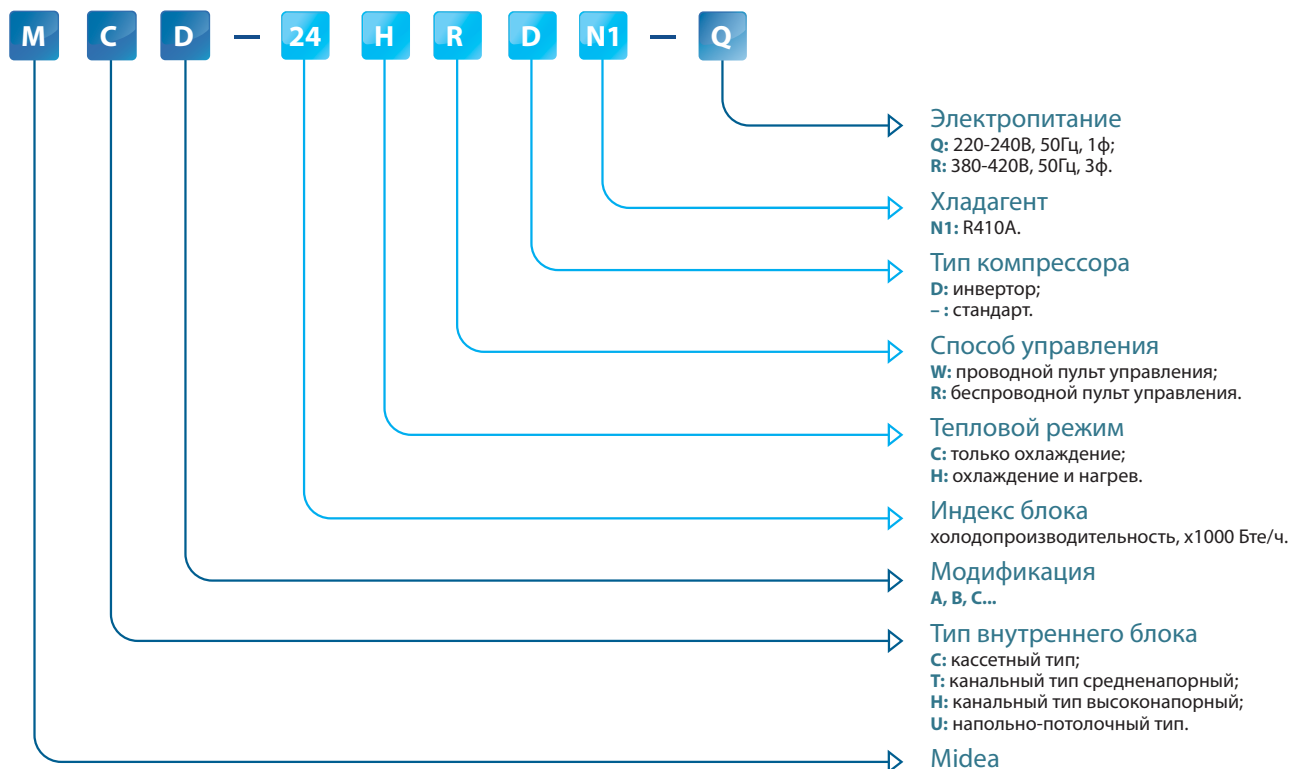 M C D – 24 H R D N1 – Q
Электропитание
Q: 220-240В, 50Гц, 1ф;
R: 380-420В, 50Гц, 3ф.
Хладагент
N1: R410A.
Тип компрессора
D: инвертор;
– : стандарт.
Способ управления
W: проводной пульт управления;
R: беспроводной пульт управления.
Тепловой режим
C: только охлаждение;
H: охлаждение и нагрев.
Индекс блока
холодопроизводительность, х1000 Бте/ч.
Модификация
A, B, C...
Тип внутреннего блока
C: кассетный тип;
T: канальный тип средненапорный;
H: канальный тип высоконапорный;
U: напольно-потолочный тип.
Midea